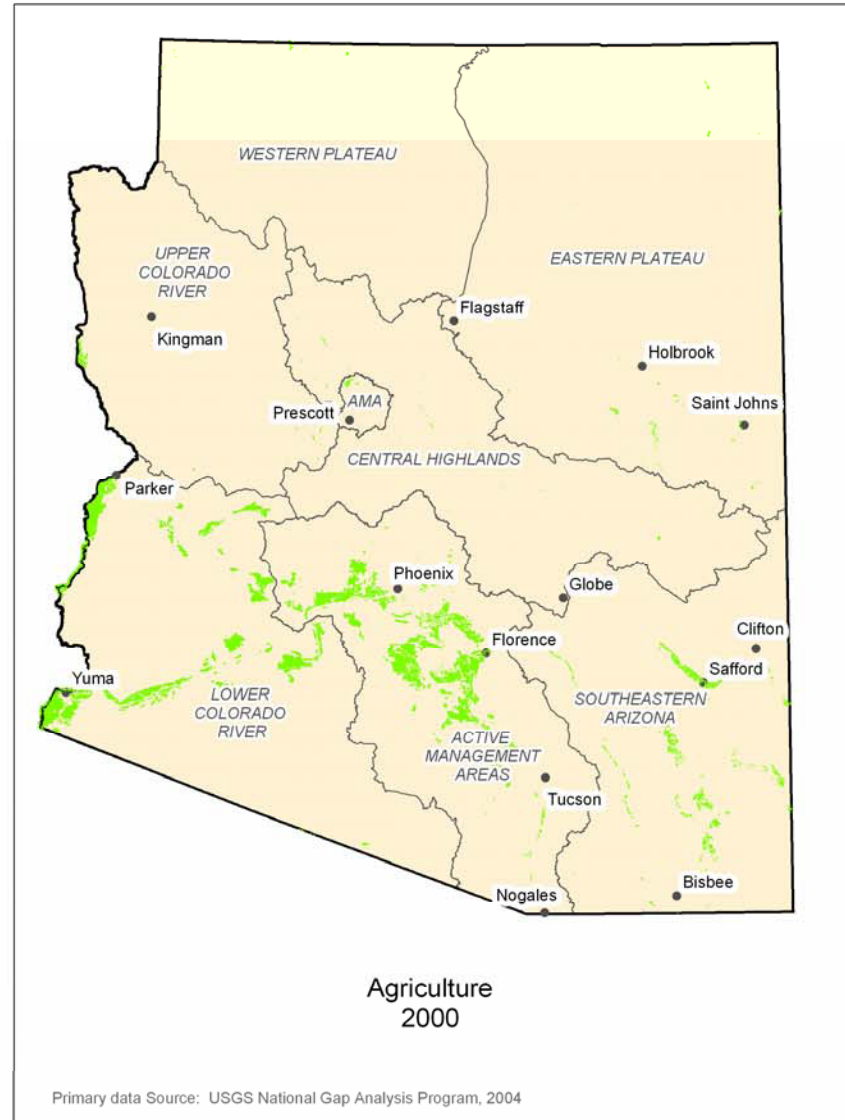 WESTERN PLATEAU
UPPER
COLORADO
RIVER
EASTERN PLATEAU
Flagstaff
Kingman
Holbrook
AMA
Prescott
Saint Johns
CENTRAL HIGHLANDS
Parker
Phoenix
Globe
Florence
Clifton
Safford
Yuma
LOWER
COLORADO
RIVER
SOUTHEASTERN
ARIZONA
ACTIVE
MANAGEMENT
AREAS
Tucson
Nogales
Bisbee
Agriculture
2000
Primary data Source: USGS National Gap Analysis Program, 2004